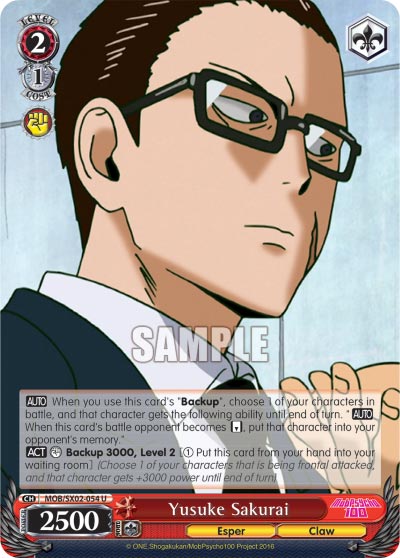 LEVEL
2
1
COST
SAMPLE
AUTO When you use this card's "Backup", choose 1 of your characters in
battle, and that character gets the following ability until end of turn. "AUTO
When this card's battle opponent becomes [], put that character into your
opponent's memory."
ACT Backup 3000, Level 2 [① Put this card from your hand into your
waiting room] (Choose 1 of your characters that is being frontal attacked,
and that character gets +3000 power until end of turn)
CH MOB/SX02-054 U
2500
Yusuke Sakurai
MobPsycho
100
Esper Claw
© ONE,Shogakukan/MobPsycho100 Project 2016